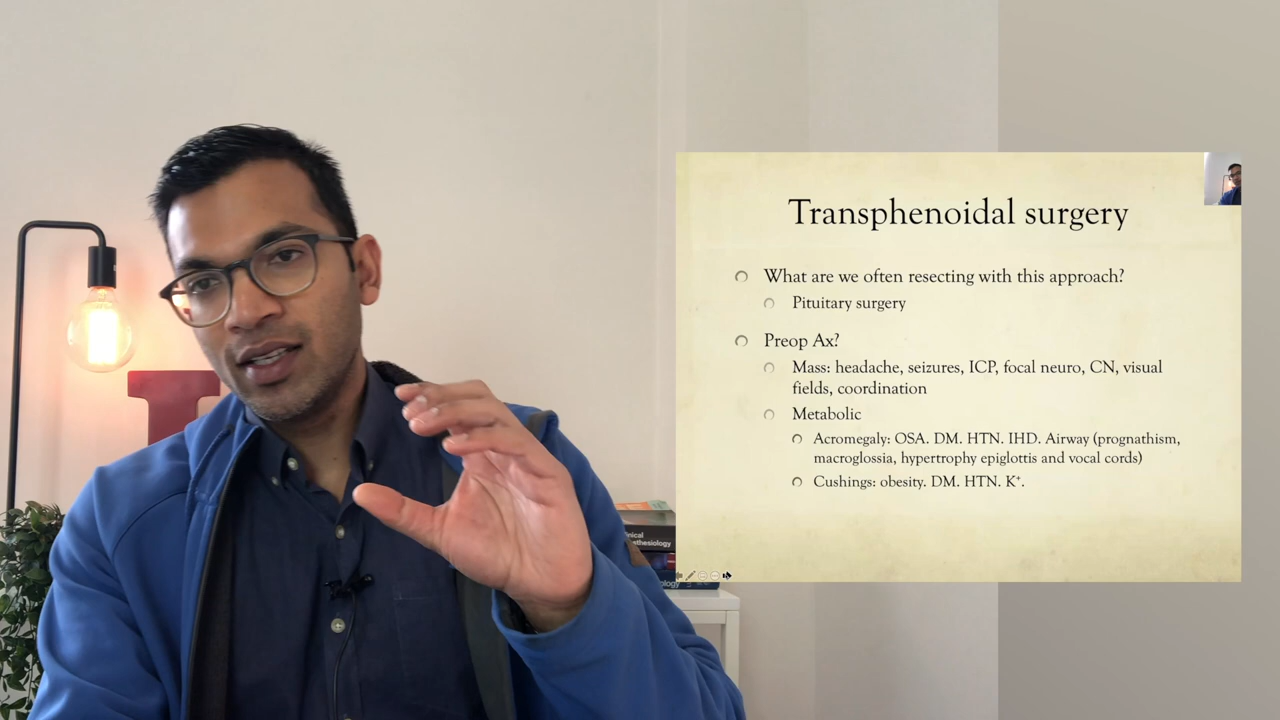 Transphenoidal surgery
What are we often resecting with this approach?
Pituitary surgery
Preop Ax?
Mass: headache, seizures, ICP, focal neuro, CN, visual
fields, coordination
Metabolic
Acromegaly: OSA. DM. HTN. IHD. Airway (prognathism,
macroglossia, hypertrophy epiglottis and vocal cords)
Cushings: obesity. DM. HTN. K⁺.